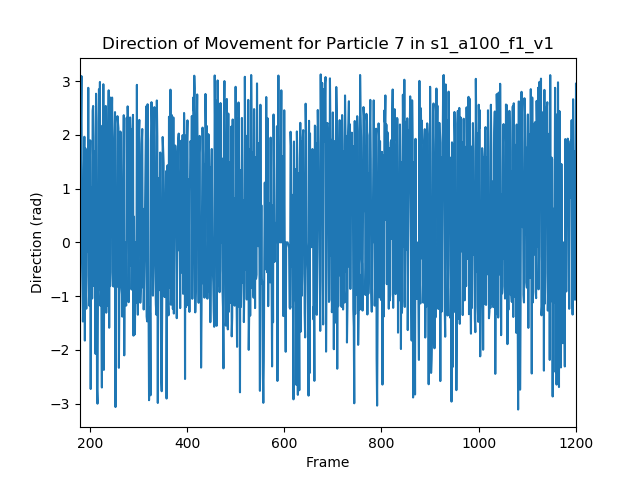 Direction of Movement for Particle 7 in s1_a100_f1_v1
3
2
1
0
−1
−2
−3
Direction (rad)
200 400 600 800 1000 1200
Frame